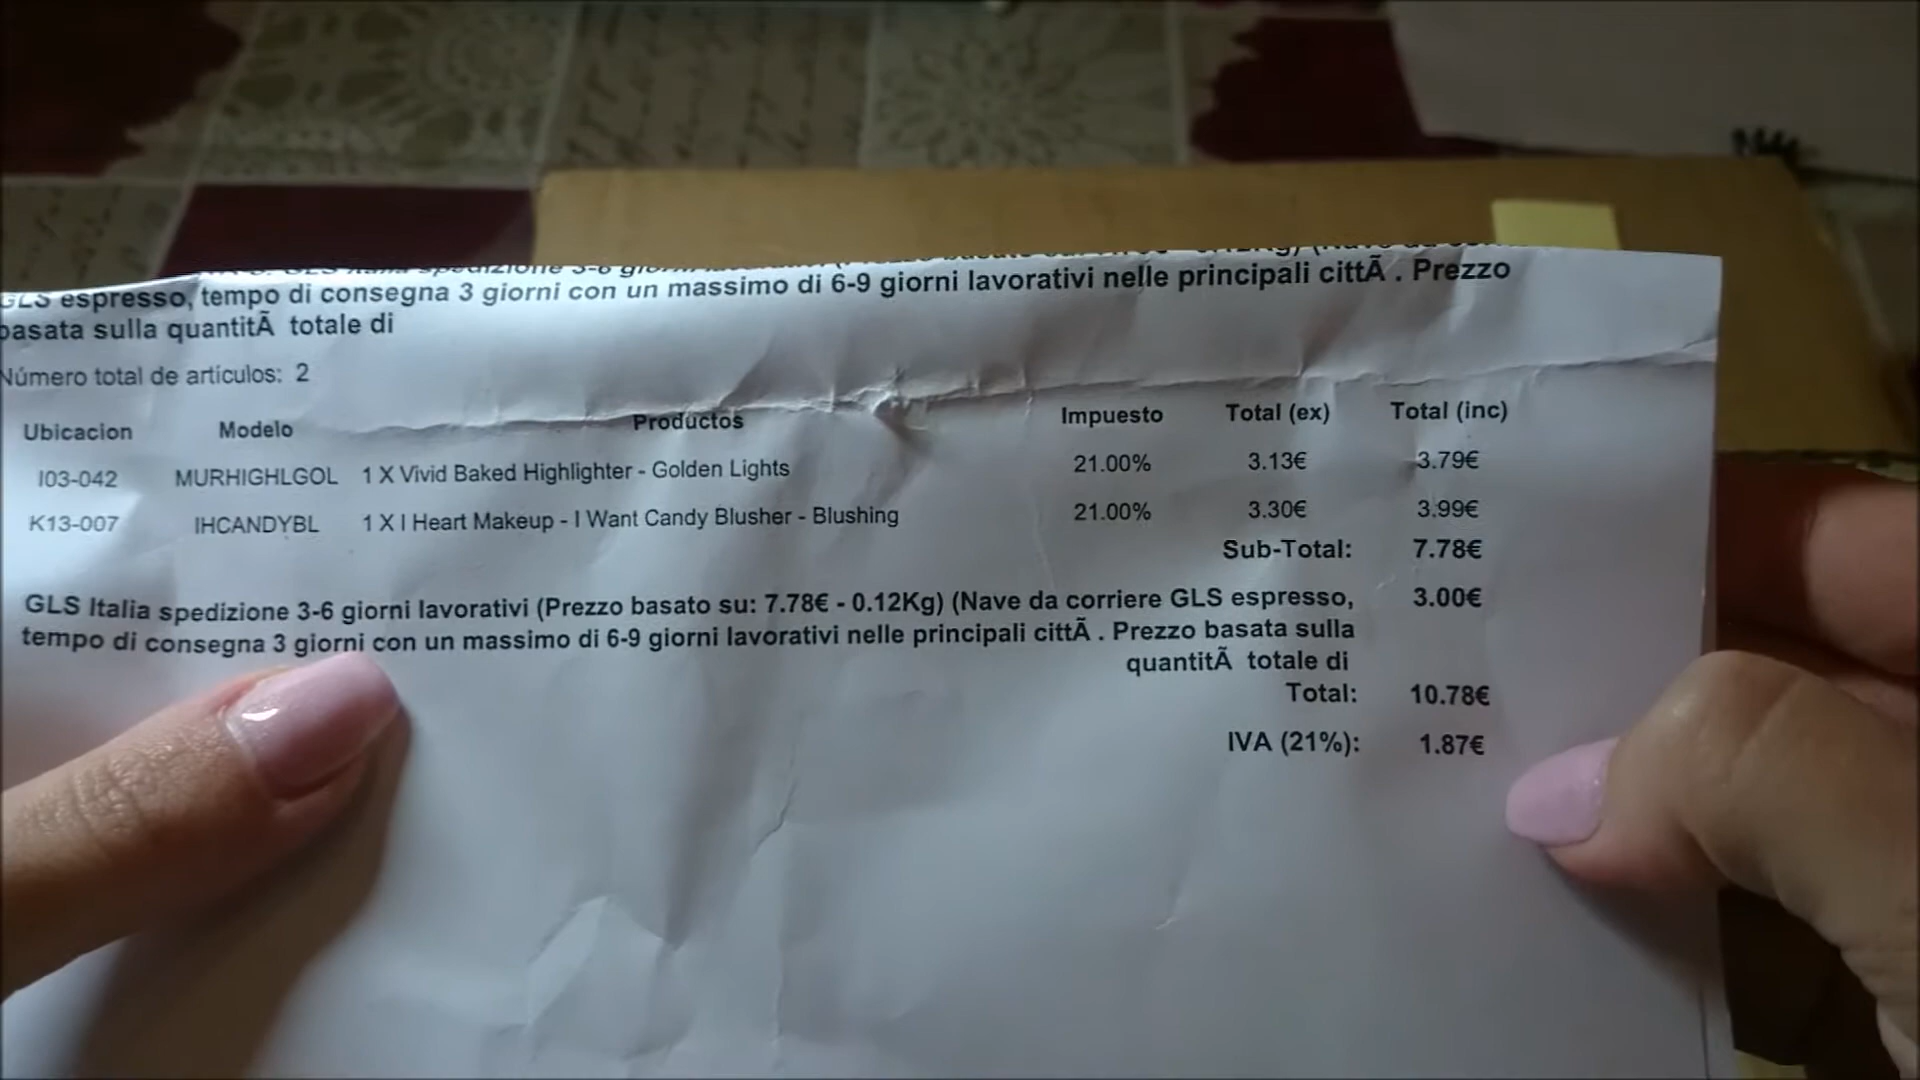 GLS Italia spedizione 3-6
GLS espresso, tempo di consegna 3 giorni con un massimo di 6-9 giorni lavorativi nelle principali cittÃ . Prezzo
basata sulla quantitÃ totale di
Número total de artículos: 2
Ubicacion Modelo Productos Impuesto Total (ex) Total (inc)
I03-042 MURHIGHLGOL 1 X Vivid Baked Highlighter - Golden Lights 21.00% 3.13€ 3.79€
K13-007 IHCANDYBL 1 X I Heart Makeup - I Want Candy Blusher - Blushing 21.00% 3.30€ 3.99€
Sub-Total: 7.78€
GLS Italia spedizione 3-6 giorni lavorativi (Prezzo basato su: 7.78€ - 0.12Kg) (Nave da corriere GLS espresso, 3.00€
tempo di consegna 3 giorni con un massimo di 6-9 giorni lavorativi nelle principali cittÃ . Prezzo basata sulla
quantitÃ totale di
Total: 10.78€
IVA (21%): 1.87€